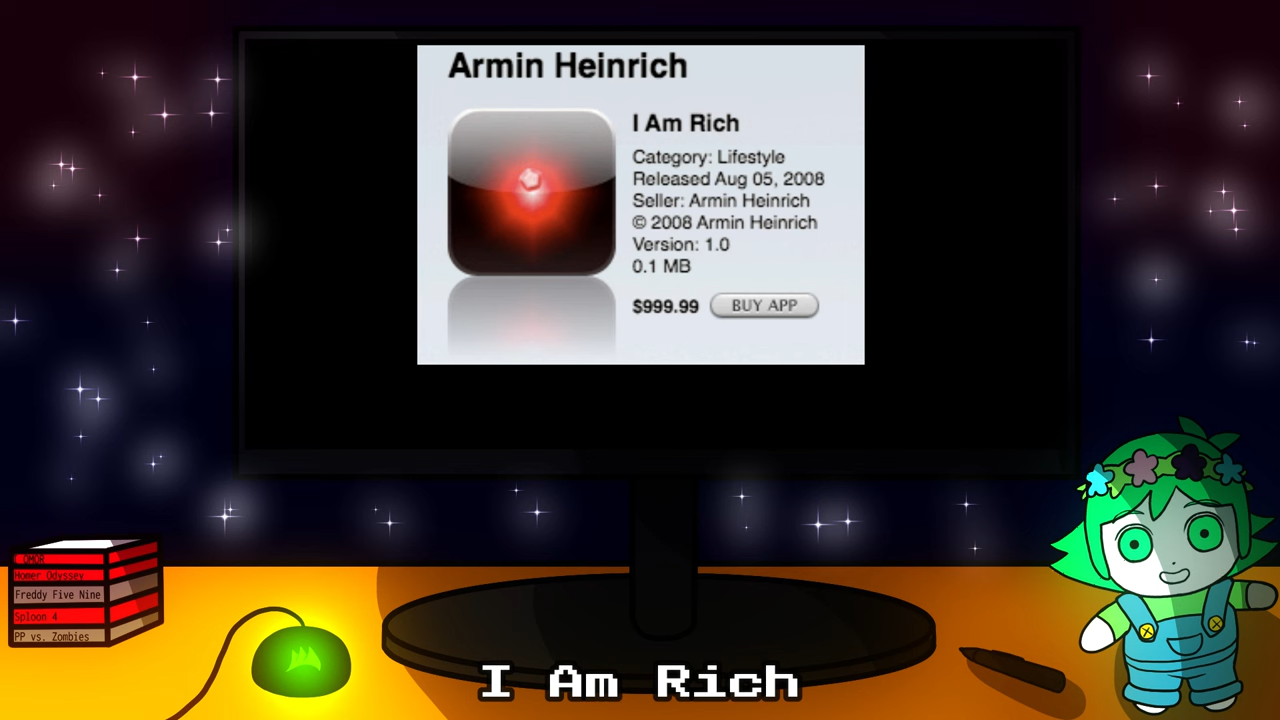 Armin Heinrich
I Am Rich
Category: Lifestyle
Released Aug 05, 2008
Seller: Armin Heinrich
© 2008 Armin Heinrich
Version: 1.0
0.1 MB
$999.99 BUY APP
OMOR
Homer Odyssey
Freddy Five Nine
Sploon 4
PP vs. Zombies
I Am Rich